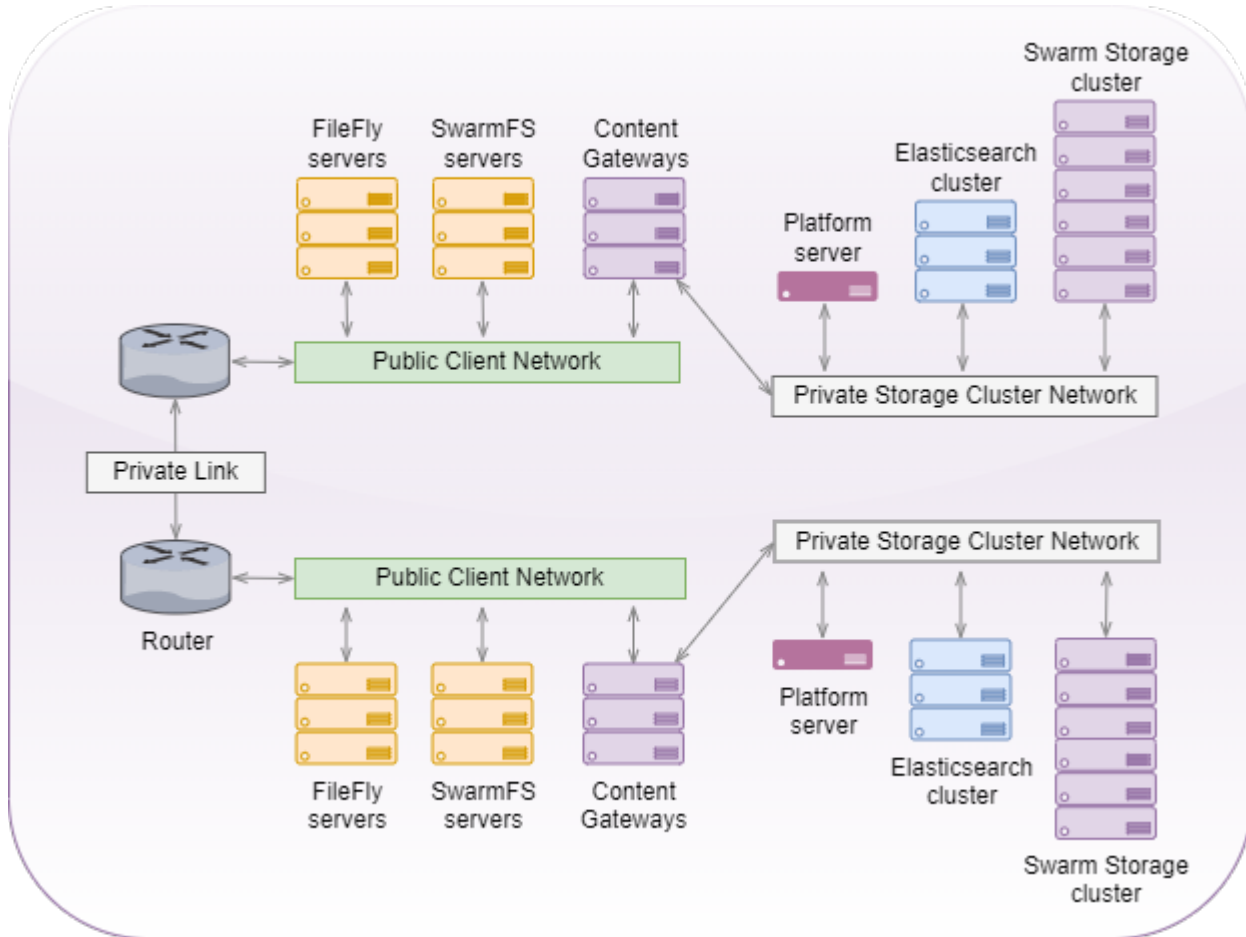 Swarm Storage
cluster
FileFly
servers
SwarmFS
servers
Content
Gateways
Elasticsearch
cluster
Platform
server
Public Client Network
Private Storage Cluster Network
Private Link
Private Storage Cluster Network
Public Client Network
Router
Platform
server
Elasticsearch
cluster
FileFly
servers
SwarmFS
servers
Content
Gateways
Swarm Storage
cluster